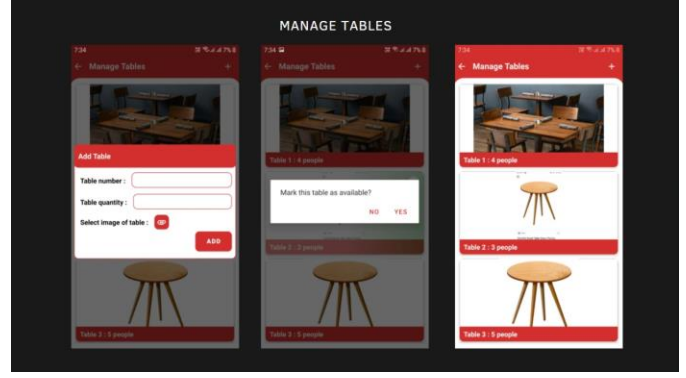 MANAGE TABLES
7:34
Manage Tables
Add Table
Table number :
Table quantity :
Select image of table :
ADD
Table 3 : 5 people
7:34
Manage Tables
Table 1 : 4 people
Mark this table as available?
NO YES
Table 3 : 5 people
7:34
Manage Tables
Table 1 : 4 people
Table 2 : 3 people
Table 3 : 5 people